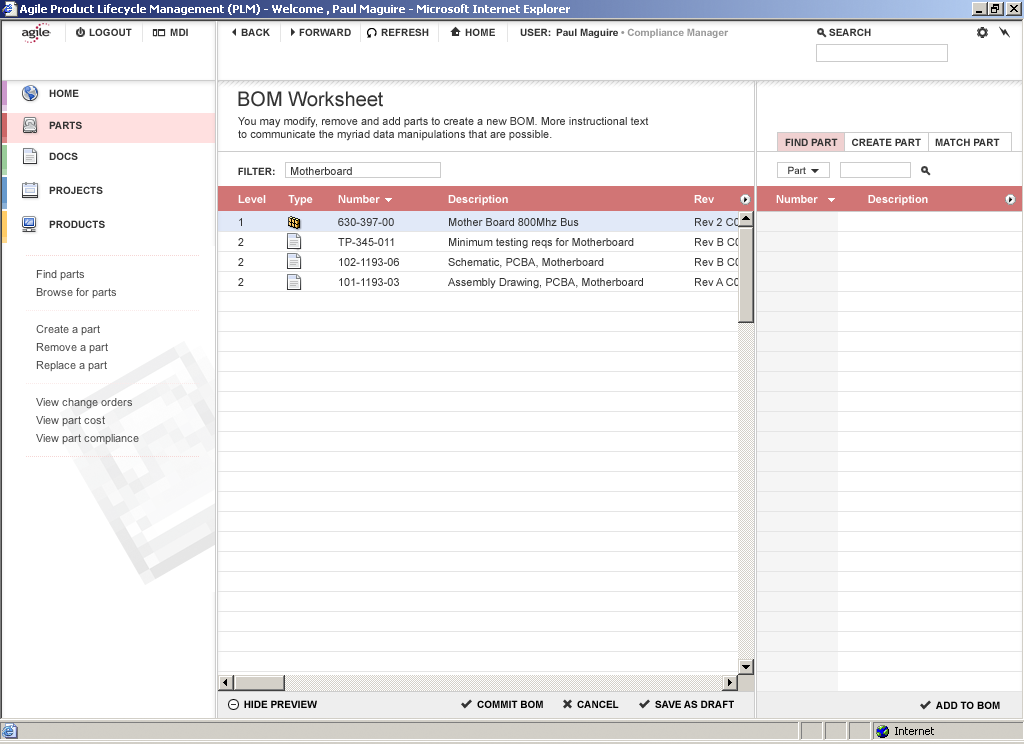 Agile Product Lifecycle Management (PLM) - Welcome , Paul Maguire - Microsoft Internet Explorer
agile LOGOUT MDI BACK FORWARD REFRESH HOME USER: Paul Maguire • Compliance Manager SEARCH
HOME
PARTS
DOCS
PROJECTS
PRODUCTS
Find parts
Browse for parts
Create a part
Remove a part
Replace a part
View change orders
View part cost
View part compliance
BOM Worksheet
You may modify, remove and add parts to create a new BOM. More instructional text
to communicate the myriad data manipulations that are possible.
FILTER: Motherboard
Level Type Number Description Rev
1 630-397-00 Mother Board 800Mhz Bus Rev 2 CO
2 TP-345-011 Minimum testing reqs for Motherboard Rev B C0
2 102-1193-06 Schematic, PCBA, Motherboard Rev B C0
2 101-1193-03 Assembly Drawing, PCBA, Motherboard Rev A C0
HIDE PREVIEW COMMIT BOM CANCEL SAVE AS DRAFT
FIND PART CREATE PART MATCH PART
Part
Number Description
ADD TO BOM
Internet